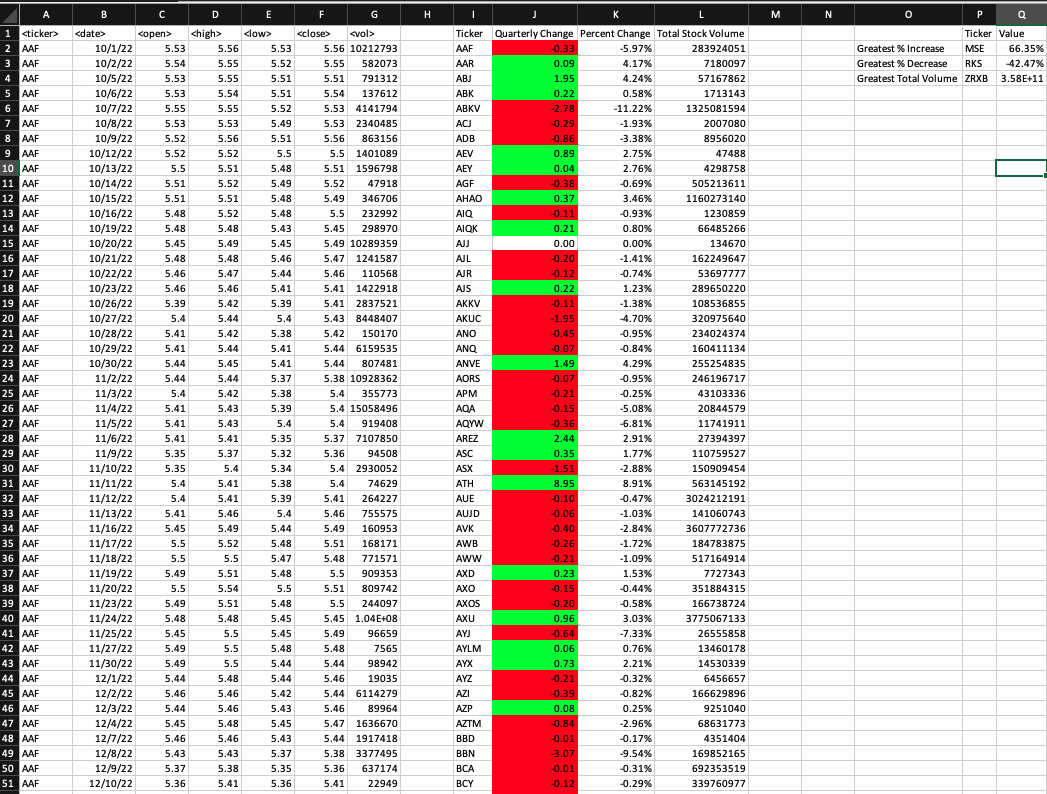 A B C D E F G H I J K L M N O P Q
1 <ticker> <date> <open> <high> <low> <close> <vol> Ticker Quarterly Change Percent Change Total Stock Volume Ticker Value
2 AAF 10/1/22 5.53 5.56 5.53 5.56 10212793 AAF -0.33 -5.97% 283924051 Greatest % Increase MSE 66.35%
3 AAF 10/2/22 5.54 5.55 5.52 5.55 582073 AAR 0.09 4.17% 7180097 Greatest % Decrease RKS -42.47%
4 AAF 10/5/22 5.53 5.55 5.51 5.51 791312 ABJ 1.95 4.24% 57167862 Greatest Total Volume ZRXB 3.58E+11
5 AAF 10/6/22 5.53 5.54 5.51 5.54 137612 ABK 0.22 0.58% 1713143
6 AAF 10/7/22 5.55 5.55 5.52 5.53 4141794 ABKV -2.78 -11.22% 1325081594
7 AAF 10/8/22 5.53 5.53 5.49 5.53 2340485 ACJ -0.29 -1.93% 2007080
8 AAF 10/9/22 5.52 5.56 5.51 5.56 863156 ADB -0.86 -3.38% 8956020
9 AAF 10/12/22 5.52 5.52 5.5 5.5 1401089 AEV 0.89 2.75% 47488
10 AAF 10/13/22 5.5 5.51 5.48 5.51 1596798 AEY 0.04 2.76% 4298758
11 AAF 10/14/22 5.51 5.52 5.49 5.52 47918 AGF -0.38 -0.69% 505213611
12 AAF 10/15/22 5.51 5.51 5.48 5.49 346706 AHAO 0.37 3.46% 1160273140
13 AAF 10/16/22 5.48 5.52 5.48 5.5 232992 AIQ -0.11 -0.93% 1230859
14 AAF 10/19/22 5.48 5.48 5.43 5.45 298970 AIQK 0.21 0.80% 66485266
15 AAF 10/20/22 5.45 5.49 5.45 5.49 10289359 AJJ 0.00 0.00% 134670
16 AAF 10/21/22 5.48 5.48 5.46 5.47 1241587 AJL -0.20 -1.41% 162249647
17 AAF 10/22/22 5.46 5.47 5.44 5.46 110568 AJR -0.12 -0.74% 53697777
18 AAF 10/23/22 5.46 5.46 5.41 5.41 1422918 AJS 0.22 1.23% 289650220
19 AAF 10/26/22 5.39 5.42 5.39 5.41 2837521 AKKV -0.11 -1.38% 108536855
20 AAF 10/27/22 5.4 5.44 5.4 5.43 8448407 AKUC -1.95 -4.70% 320975640
21 AAF 10/28/22 5.41 5.42 5.38 5.42 150170 ANO -0.45 -0.95% 234024374
22 AAF 10/29/22 5.41 5.44 5.41 5.44 6159535 ANQ -0.07 -0.84% 160411134
23 AAF 10/30/22 5.44 5.45 5.41 5.44 807481 ANVE 1.49 4.29% 255254835
24 AAF 11/2/22 5.44 5.44 5.37 5.38 10928362 AORS -0.07 -0.95% 246196717
25 AAF 11/3/22 5.4 5.42 5.38 5.4 355773 APM -0.21 -0.25% 43103336
26 AAF 11/4/22 5.41 5.43 5.39 5.4 15058496 AQA -0.15 -5.08% 20844579
27 AAF 11/5/22 5.41 5.43 5.4 5.4 919408 AQYW -0.36 -6.81% 11741911
28 AAF 11/6/22 5.41 5.41 5.35 5.37 7107850 AREZ 2.44 2.91% 27394397
29 AAF 11/9/22 5.35 5.37 5.32 5.36 94508 ASC 0.35 1.77% 110759527
30 AAF 11/10/22 5.35 5.4 5.34 5.4 2930052 ASX -1.51 -2.88% 150909454
31 AAF 11/11/22 5.4 5.41 5.38 5.4 74629 ATH 8.95 8.91% 563145192
32 AAF 11/12/22 5.41 5.41 5.39 5.41 264227 AUE -0.10 -0.47% 3024212191
33 AAF 11/13/22 5.41 5.46 5.4 5.46 755575 AUJD -0.06 -1.03% 141060743
34 AAF 11/16/22 5.45 5.49 5.44 5.49 160953 AVK -0.40 -2.84% 3607772736
35 AAF 11/17/22 5.5 5.52 5.48 5.51 168171 AWB -0.26 -1.72% 184783875
36 AAF 11/18/22 5.5 5.5 5.47 5.48 771571 AWW -0.21 -1.09% 517164914
37 AAF 11/19/22 5.49 5.51 5.48 5.5 909353 AXD 0.23 1.53% 7727343
38 AAF 11/20/22 5.5 5.54 5.5 5.51 809742 AXO -0.15 -0.44% 351884315
39 AAF 11/23/22 5.49 5.51 5.48 5.5 244097 AXOS -0.20 -0.58% 166738724
40 AAF 11/24/22 5.48 5.48 5.45 5.45 1.04E+08 AXU 0.96 3.03% 3775067133
41 AAF 11/25/22 5.45 5.5 5.45 5.49 96659 AYJ -0.64 -7.33% 26555858
42 AAF 11/27/22 5.49 5.5 5.48 5.48 7565 AYLM 0.06 0.76% 13460178
43 AAF 11/30/22 5.49 5.5 5.44 5.44 98942 AYX 0.73 2.21% 14530339
44 AAF 12/1/22 5.44 5.48 5.44 5.46 19035 AYZ -0.21 -0.32% 6456657
45 AAF 12/2/22 5.46 5.46 5.42 5.44 6114279 AZI -0.39 -0.82% 166629896
46 AAF 12/3/22 5.44 5.46 5.43 5.46 89964 AZP 0.08 0.25% 9251040
47 AAF 12/4/22 5.45 5.48 5.45 5.47 1636670 AZTM -0.84 -2.96% 68631773
48 AAF 12/7/22 5.46 5.46 5.43 5.44 1917418 BBD -0.01 -0.17% 4351404
49 AAF 12/8/22 5.43 5.43 5.37 5.38 3377495 BBN -3.07 -9.54% 169852165
50 AAF 12/9/22 5.37 5.38 5.35 5.36 637174 BCA -0.01 -0.31% 692353519
51 AAF 12/10/22 5.36 5.41 5.36 5.41 22949 BCY -0.12 -0.29% 339760977